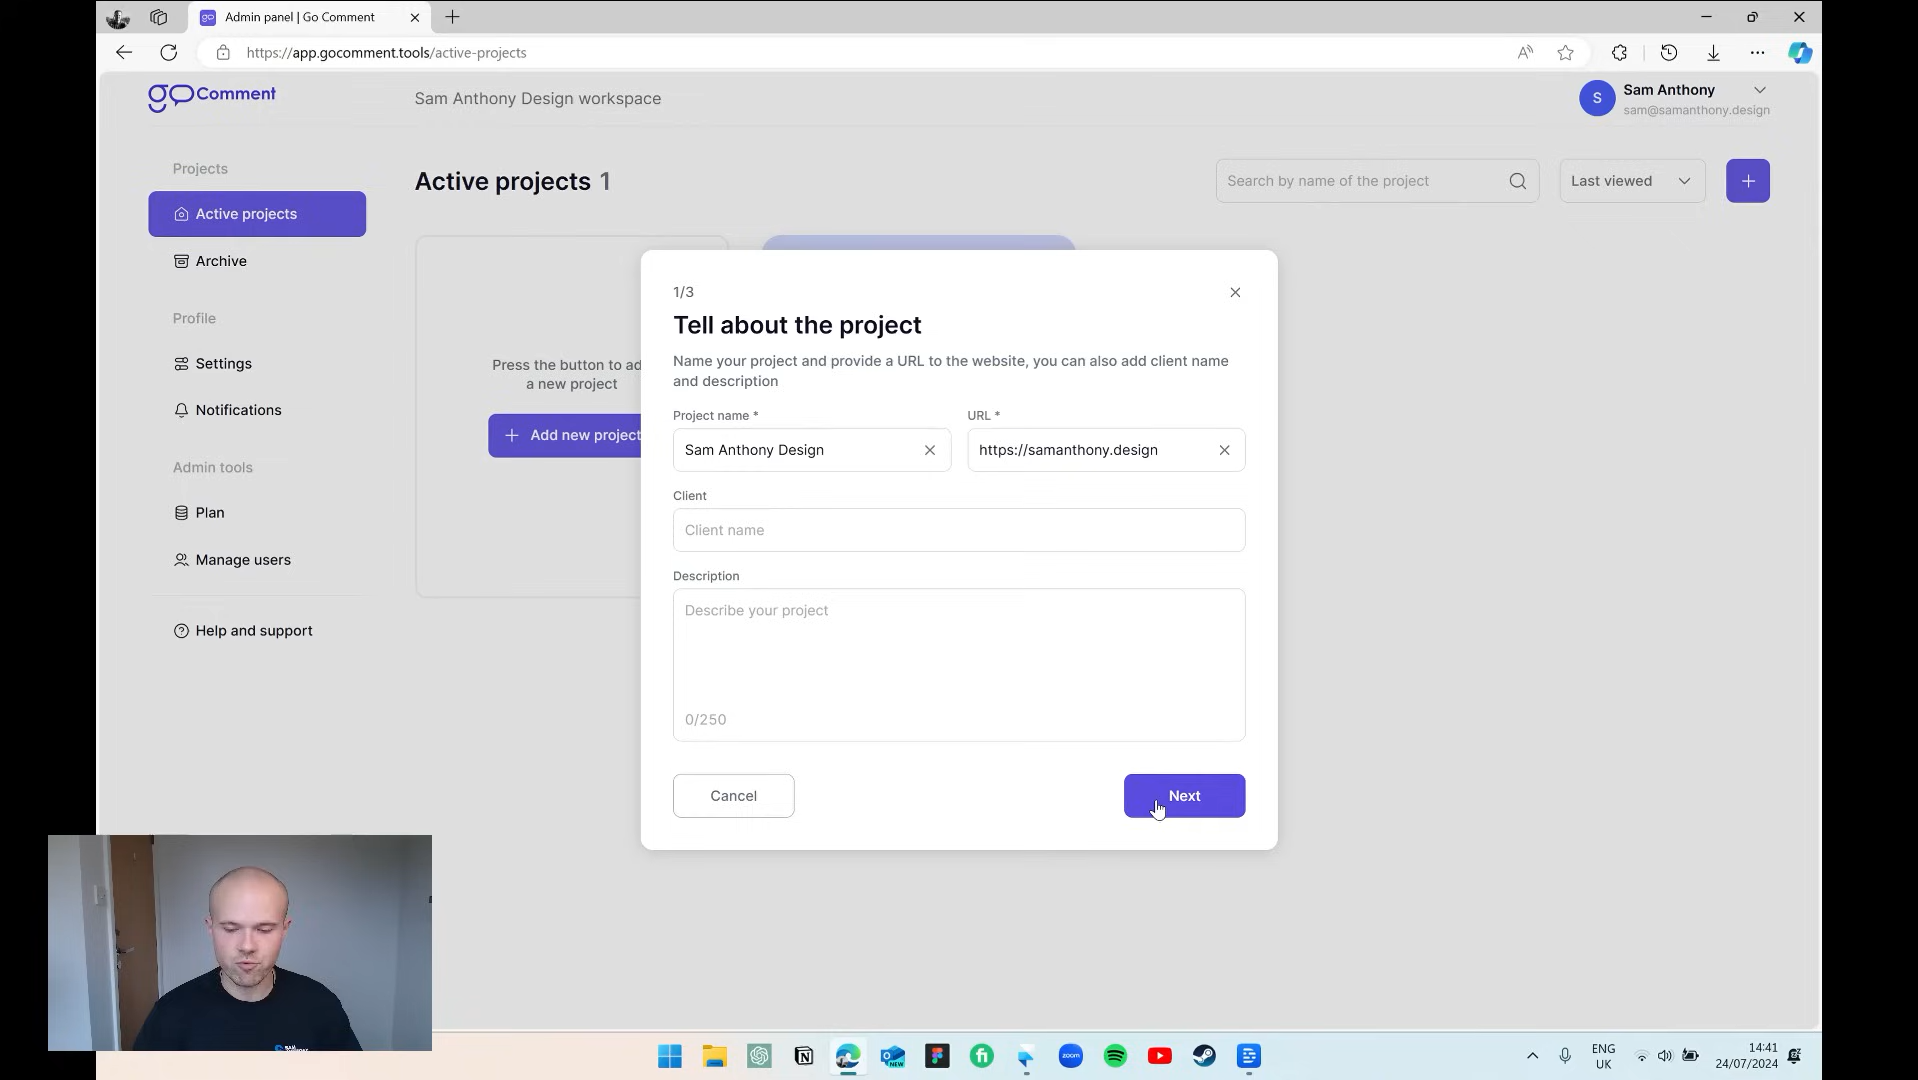 Admin panel | Go Comment
https://app.gocomment.tools/active-projects
go Comment
Sam Anthony Design workspace
S
Sam Anthony
sam@samanthony.design
Projects
Active projects
Archive
Profile
Settings
Notifications
Admin tools
Plan
Manage users
Help and support
Active projects 1
Search by name of the project
Last viewed
Press the button to ad
a new project
Add new project
1/3
Tell about the project
Name your project and provide a URL to the website, you can also add client name
and description
Project name *
URL *
Sam Anthony Design
https://samanthony.design
Client
Client name
Description
Describe your project
0/250
Cancel
Next
NEW
zoom
ENG
UK
14:41
24/07/2024